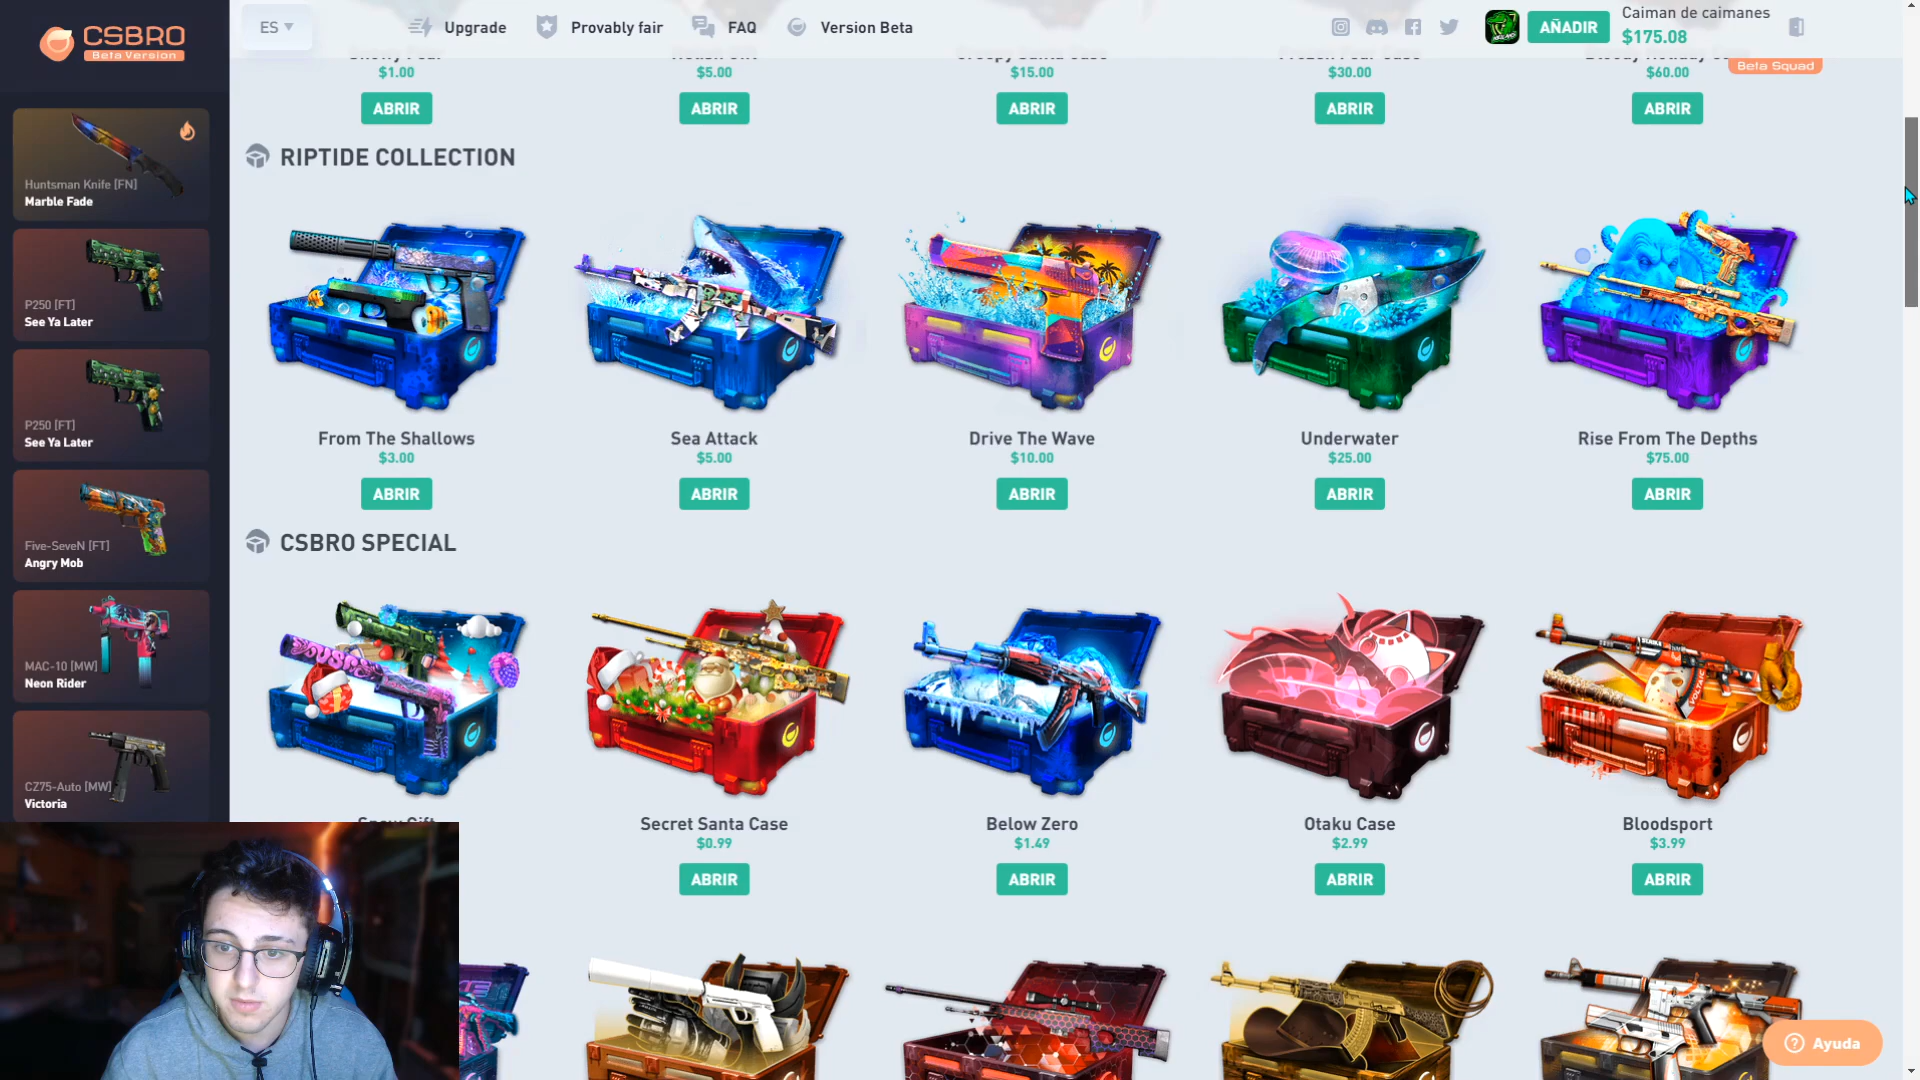 CSBRO
Beta Version
ES
Upgrade
Provably fair
FAQ
Version Beta
AÑADIR
Caiman de caimanes
$175.08
Beta Squad
$1.00
$5.00
$15.00
$30.00
$60.00
ABRIR
ABRIR
ABRIR
ABRIR
ABRIR
Huntsman Knife [FN]
Marble Fade
P250 [FT]
See Ya Later
P250 [FT]
See Ya Later
Five-SeveN [FT]
Angry Mob
MAC-10 [MW]
Neon Rider
CZ75-Auto [MW]
Victoria
RIPTIDE COLLECTION
From The Shallows
Sea Attack
Drive The Wave
Underwater
Rise From The Depths
$3.00
$5.00
$10.00
$25.00
$75.00
ABRIR
ABRIR
ABRIR
ABRIR
ABRIR
CSBRO SPECIAL
Secret Santa Case
Below Zero
Otaku Case
Bloodsport
$0.99
$1.49
$2.99
$3.99
ABRIR
ABRIR
ABRIR
ABRIR
Ayuda